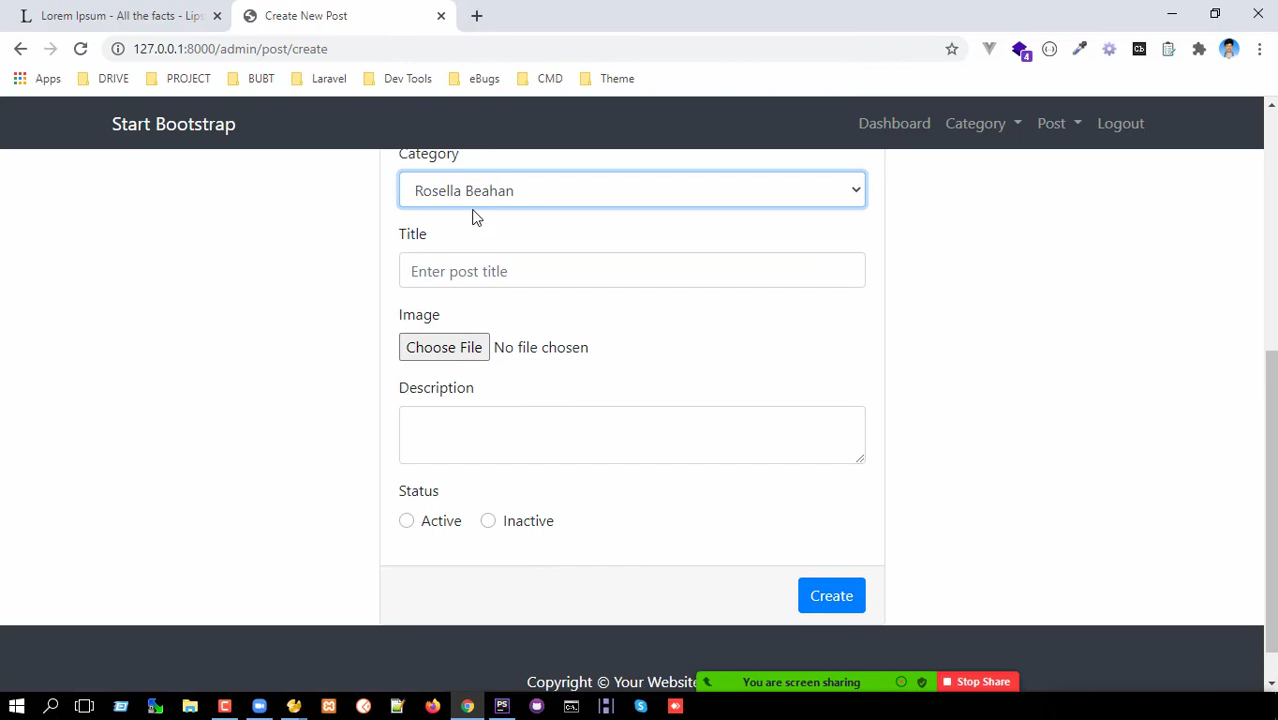 Lorem Ipsum - All the facts - Lips
Create New Post
127.0.0.1:8000/admin/post/create
4
Cb
Apps
DRIVE
PROJECT
BUBT
Laravel
Dev Tools
eBugs
CMD
Theme
Start Bootstrap
Dashboard
Category
Post
Logout
Category
Rosella Beahan
Title
Enter post title
Image
Choose File No file chosen
Description
Status
Active
Inactive
Create
Copyright © Your Website
You are screen sharing
Stop Share